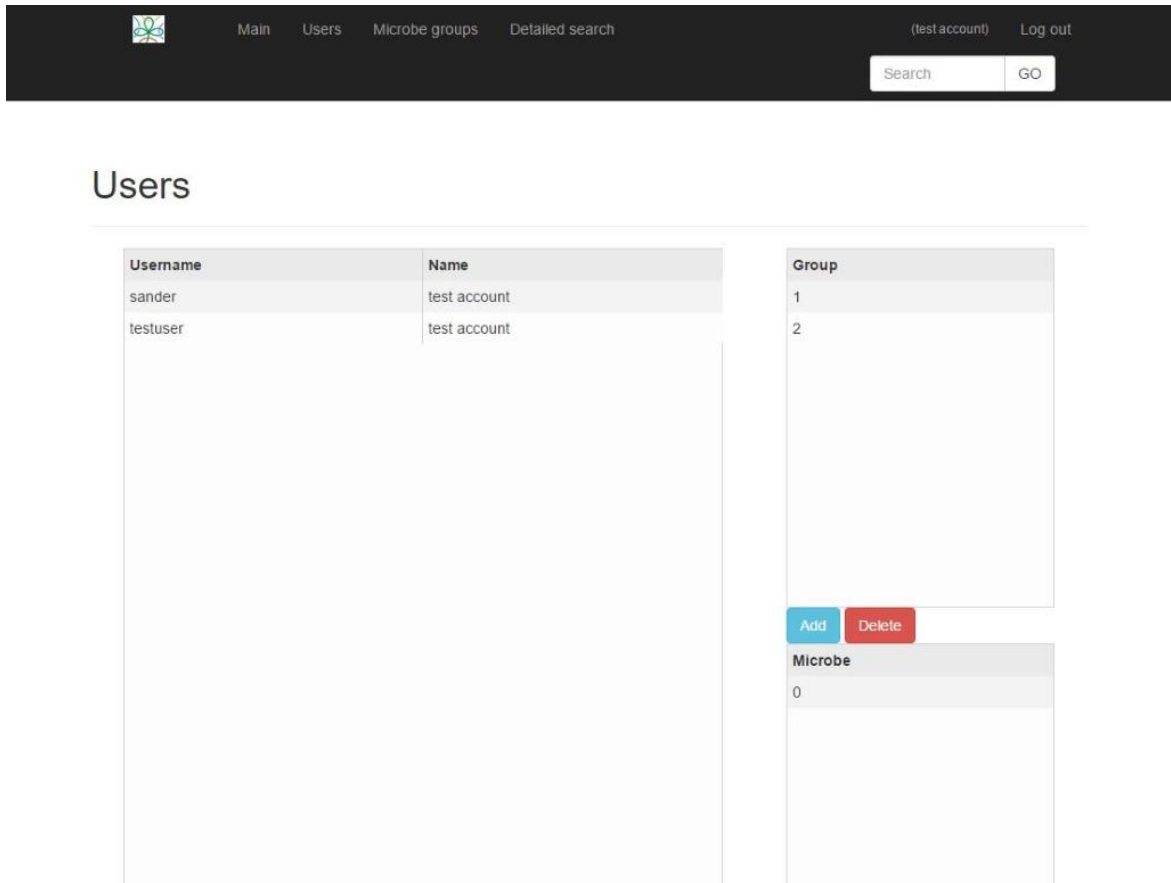 Main Users Microbe groups Detailed search (test account) Log out
Search GO
Users
Username Name
sander test account
testuser test account
Group
1
2
Add Delete
Microbe
0